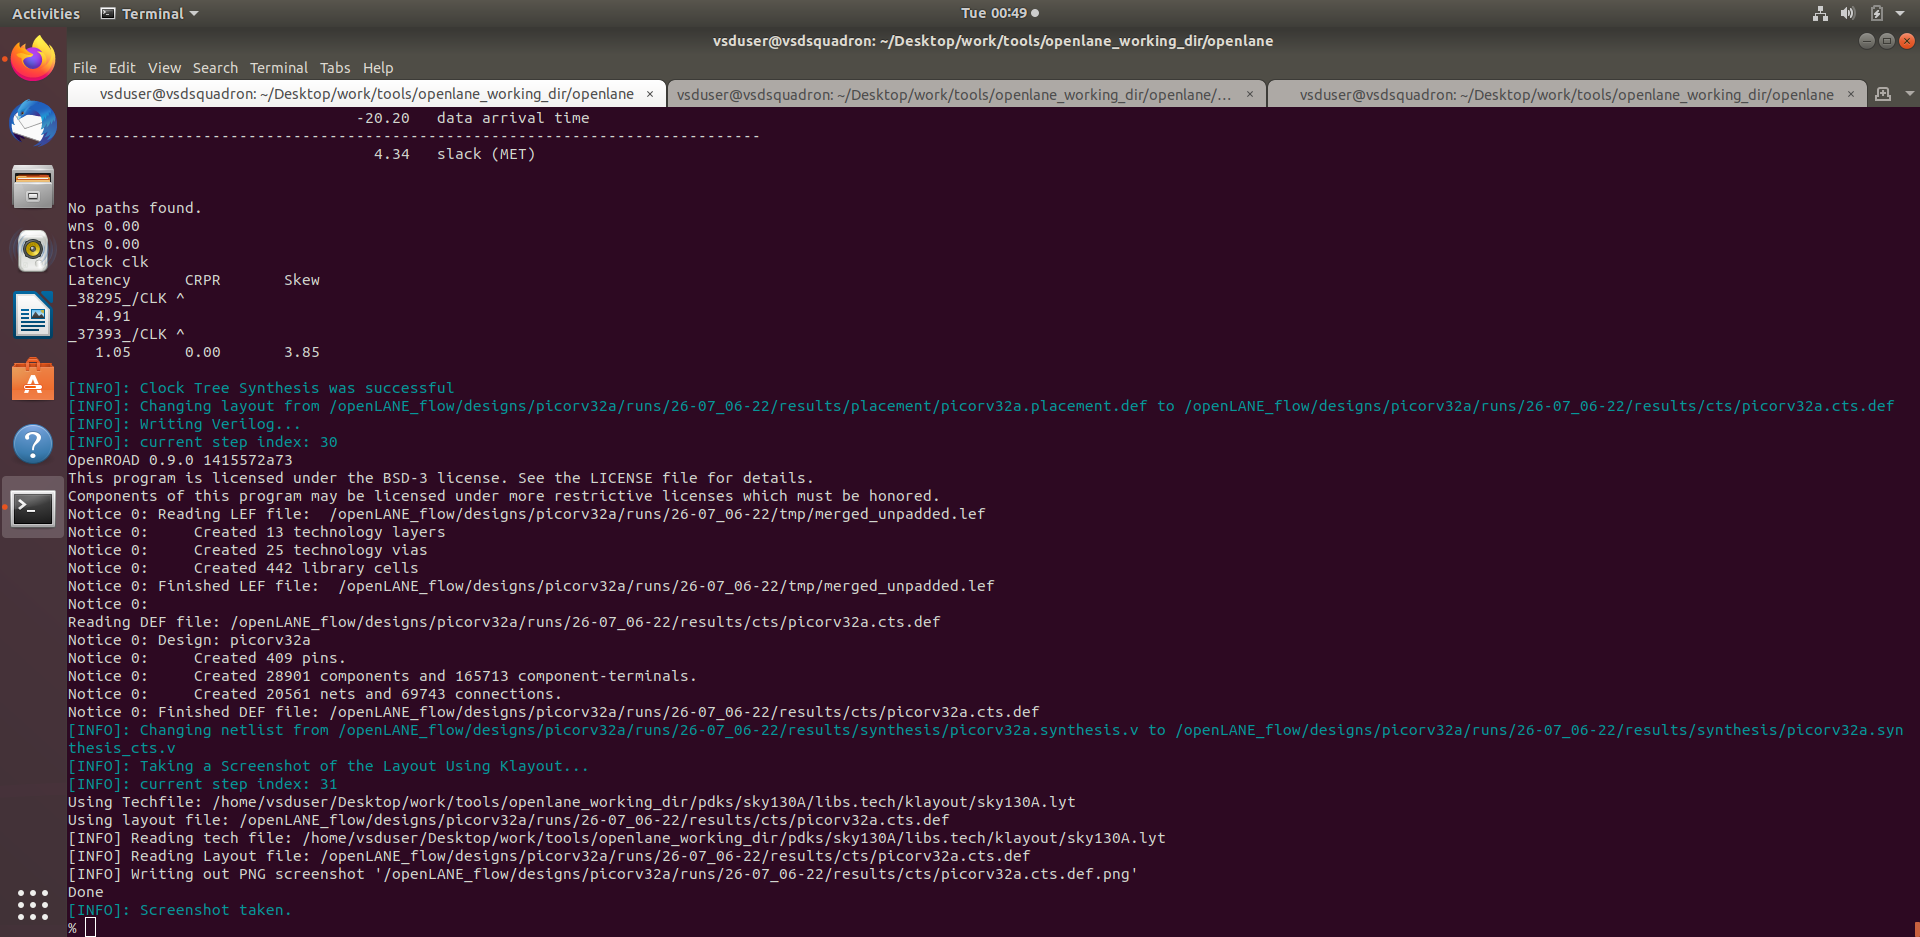 Activities Terminal Tue 00:49
vsduser@vsdsquadron: ~/Desktop/work/tools/openlane_working_dir/openlane
File Edit View Search Terminal Tabs Help
vsduser@vsdsquadron: ~/Desktop/work/tools/openlane_working_dir/openlane × vsduser@vsdsquadron: ~/Desktop/work/tools/openlane_working_dir/openlane/... × vsduser@vsdsquadron: ~/Desktop/work/tools/openlane_working_dir/openlane ×
-20.20 data arrival time
-----------------------------------------------------------------------------
4.34 slack (MET)
No paths found.
wns 0.00
tns 0.00
Clock clk
Latency CRPR Skew
_38295_/CLK ^
4.91
_37393_/CLK ^
1.05 0.00 3.85
[INFO]: Clock Tree Synthesis was successful
[INFO]: Changing layout from /openLANE_flow/designs/picorv32a/runs/26-07_06-22/results/placement/picorv32a.placement.def to /openLANE_flow/designs/picorv32a/runs/26-07_06-22/results/cts/picorv32a.cts.def
[INFO]: Writing Verilog...
[INFO]: current step index: 30
OpenROAD 0.9.0 1415572a73
This program is licensed under the BSD-3 license. See the LICENSE file for details.
Components of this program may be licensed under more restrictive licenses which must be honored.
Notice 0: Reading LEF file:  /openLANE_flow/designs/picorv32a/runs/26-07_06-22/tmp/merged_unpadded.lef
Notice 0:     Created 13 technology layers
Notice 0:     Created 25 technology vias
Notice 0:     Created 442 library cells
Notice 0: Finished LEF file:  /openLANE_flow/designs/picorv32a/runs/26-07_06-22/tmp/merged_unpadded.lef
Notice 0:
Reading DEF file: /openLANE_flow/designs/picorv32a/runs/26-07_06-22/results/cts/picorv32a.cts.def
Notice 0: Design: picorv32a
Notice 0:     Created 409 pins.
Notice 0:     Created 28901 components and 165713 component-terminals.
Notice 0:     Created 20561 nets and 69743 connections.
Notice 0: Finished DEF file: /openLANE_flow/designs/picorv32a/runs/26-07_06-22/results/cts/picorv32a.cts.def
[INFO]: Changing netlist from /openLANE_flow/designs/picorv32a/runs/26-07_06-22/results/synthesis/picorv32a.synthesis.v to /openLANE_flow/designs/picorv32a/runs/26-07_06-22/results/synthesis/picorv32a.syn
thesis_cts.v
[INFO]: Taking a Screenshot of the Layout Using Klayout...
[INFO]: current step index: 31
Using Techfile: /home/vsduser/Desktop/work/tools/openlane_working_dir/pdks/sky130A/libs.tech/klayout/sky130A.lyt
Using layout file: /openLANE_flow/designs/picorv32a/runs/26-07_06-22/results/cts/picorv32a.cts.def
[INFO] Reading tech file: /home/vsduser/Desktop/work/tools/openlane_working_dir/pdks/sky130A/libs.tech/klayout/sky130A.lyt
[INFO] Reading Layout file: /openLANE_flow/designs/picorv32a/runs/26-07_06-22/results/cts/picorv32a.cts.def
[INFO] Writing out PNG screenshot '/openLANE_flow/designs/picorv32a/runs/26-07_06-22/results/cts/picorv32a.cts.def.png'
Done
[INFO]: Screenshot taken.
%